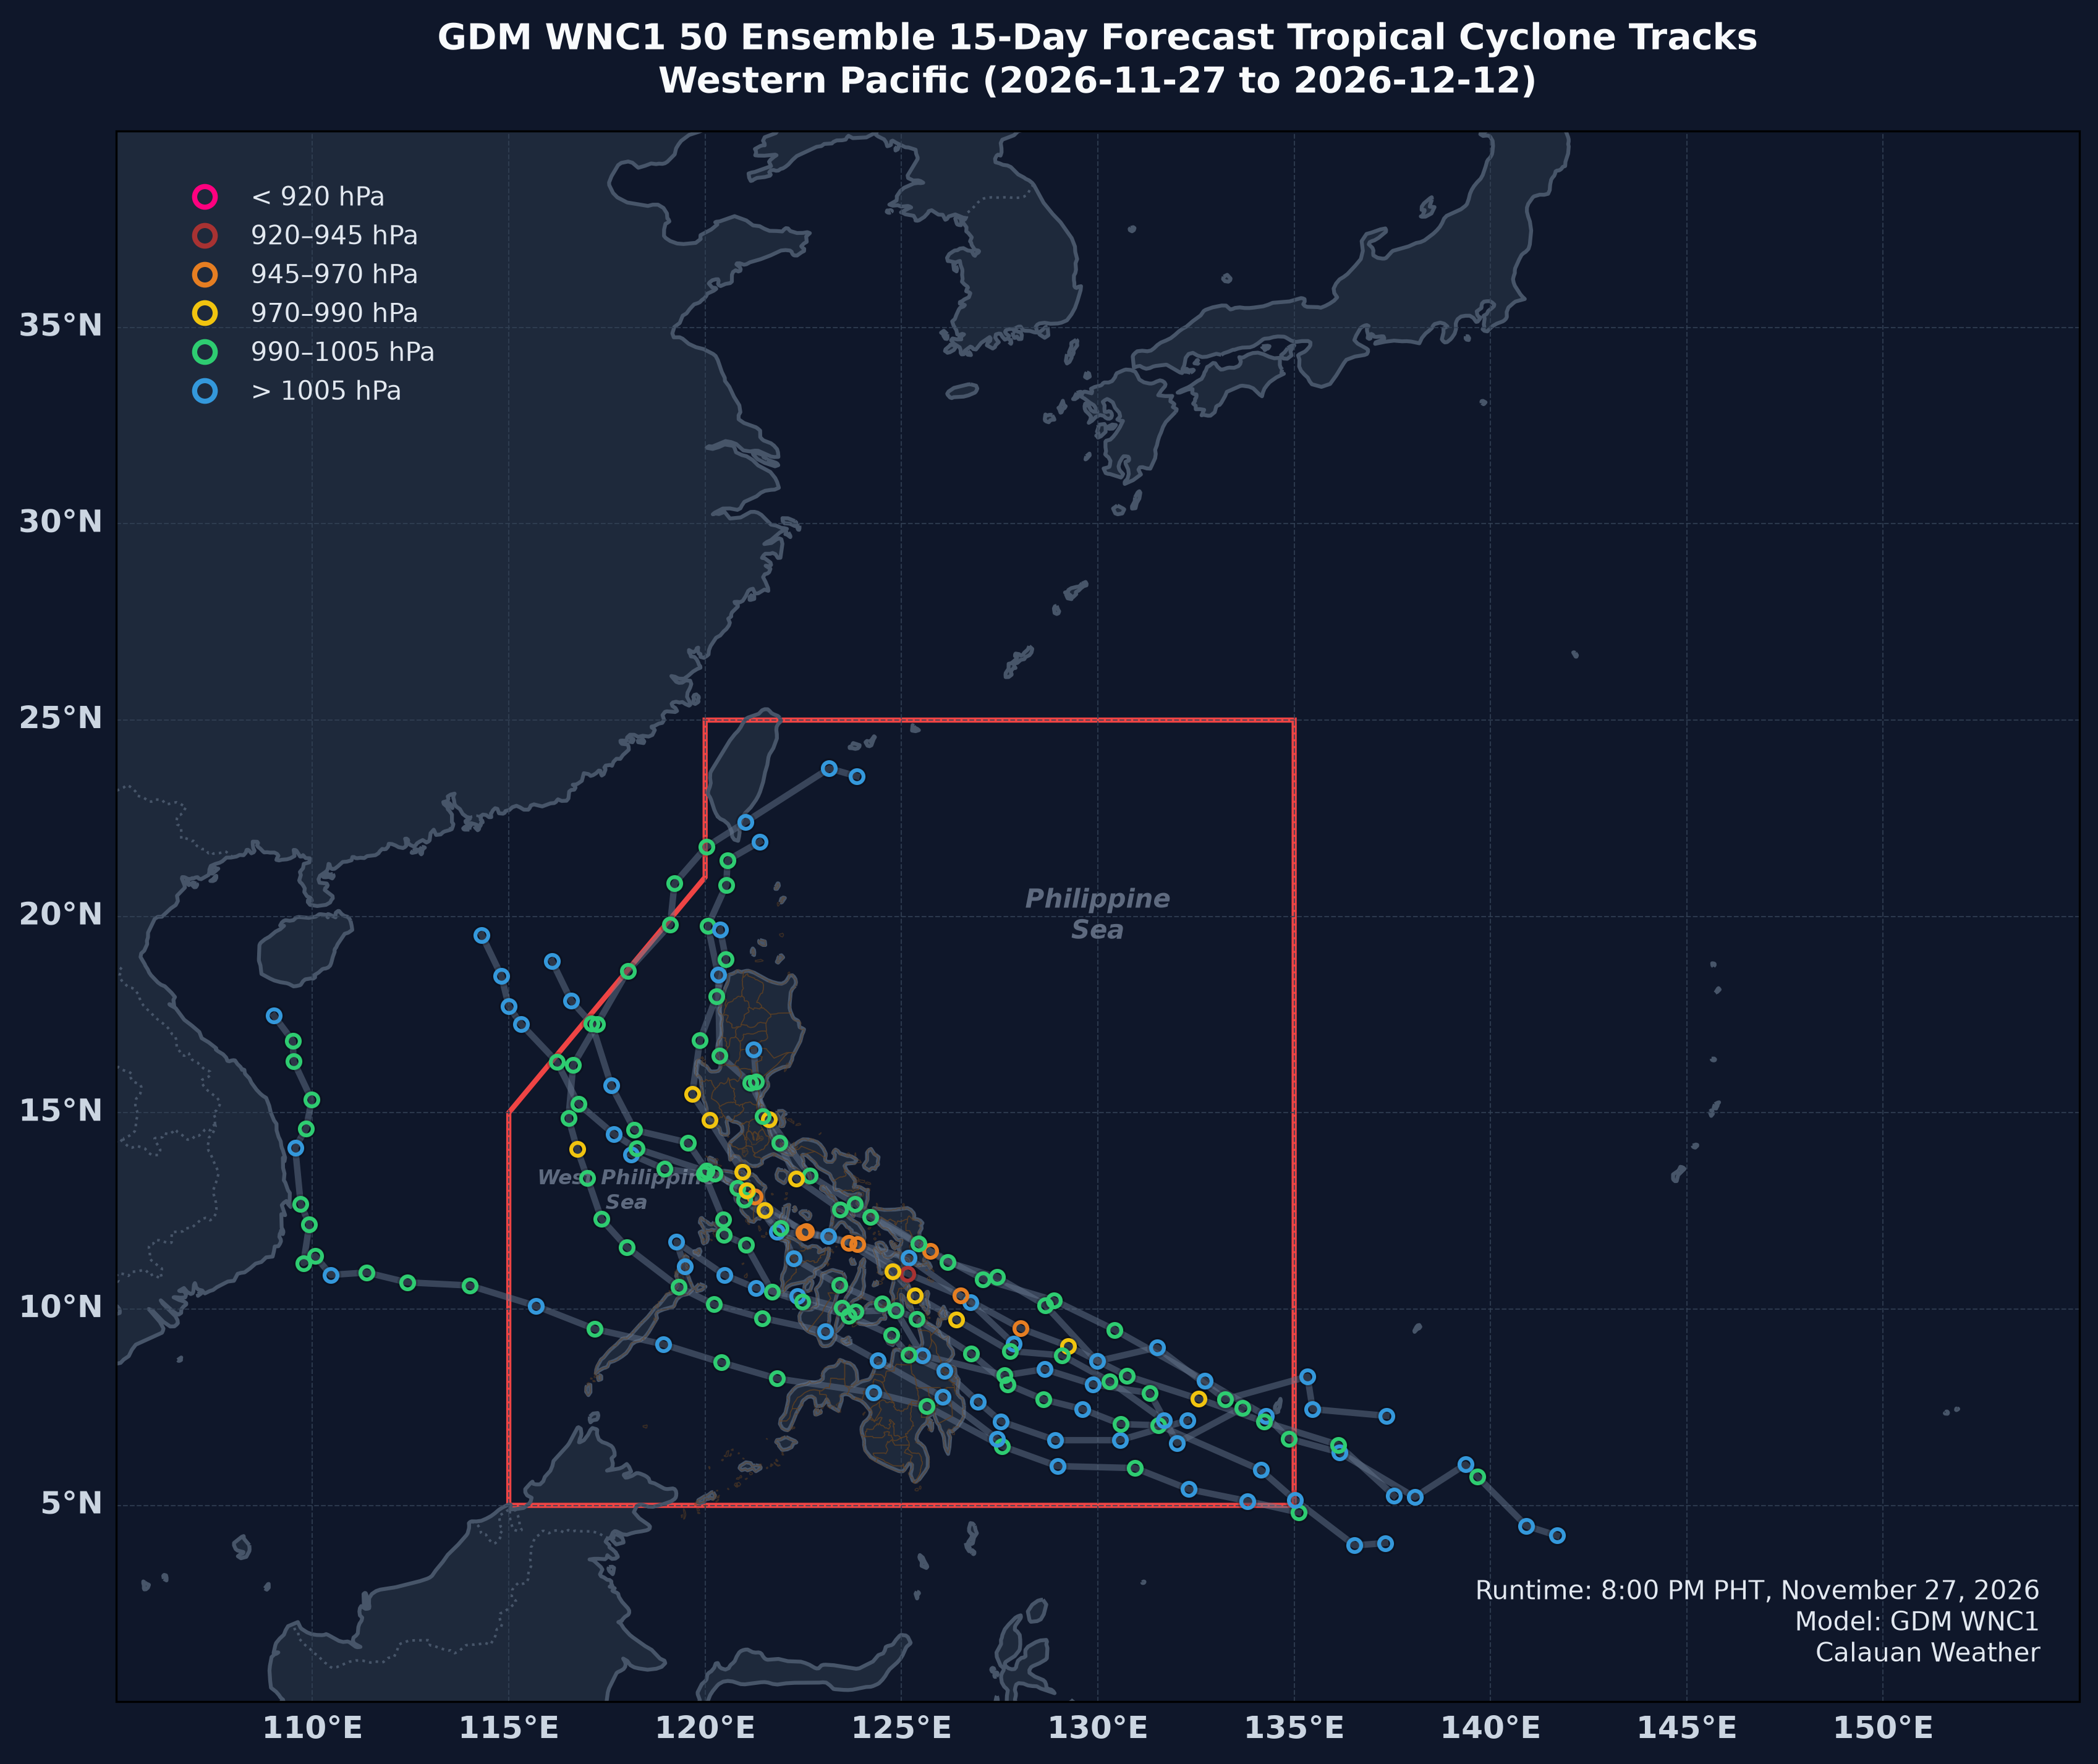 GDM WNC1 50 Ensemble 15-Day Forecast Tropical Cyclone Tracks
Western Pacific (2026-11-27 to 2026-12-12)
< 920 hPa
920–945 hPa
945–970 hPa
970–990 hPa
990–1005 hPa
> 1005 hPa
35°N
30°N
25°N
20°N
15°N
10°N
5°N
Philippine
Sea
West Philippin
Sea
Runtime: 8:00 PM PHT, November 27, 2026
Model: GDM WNC1
Calauan Weather
110°E
115°E
120°E
125°E
130°E
135°E
140°E
145°E
150°E